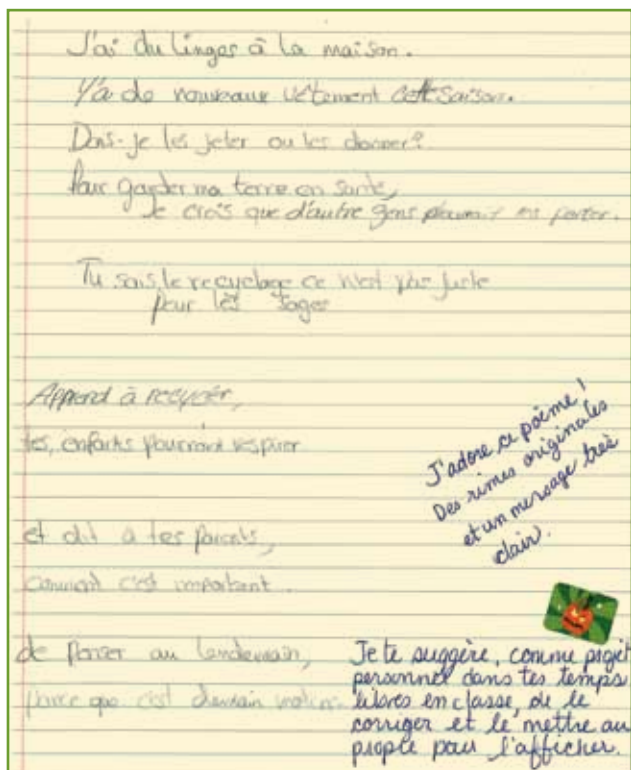 J'ai du linges à la maison.
Y'a de nouveaux vêtement cette saison.
Dois-je les jeter ou les donner?
Pour garder ma terre en santé,
Je crois que d'autre gens pourrait les porter.
Tu sais le recyclage ce n'est pas juste
pour les sages
Apprend à recycler,
tes enfants pourront respirer
et dit à tes parents,
comment c'est important.
de penser au lendemain,
parce que c'est demain matin.
J'adore ce poème!
Des rimes originales
et un message très
clair.
Je te suggère, comme projet
personnel dans tes temps
libres en classe, de le
corriger et le mettre au
propre pour l'afficher.